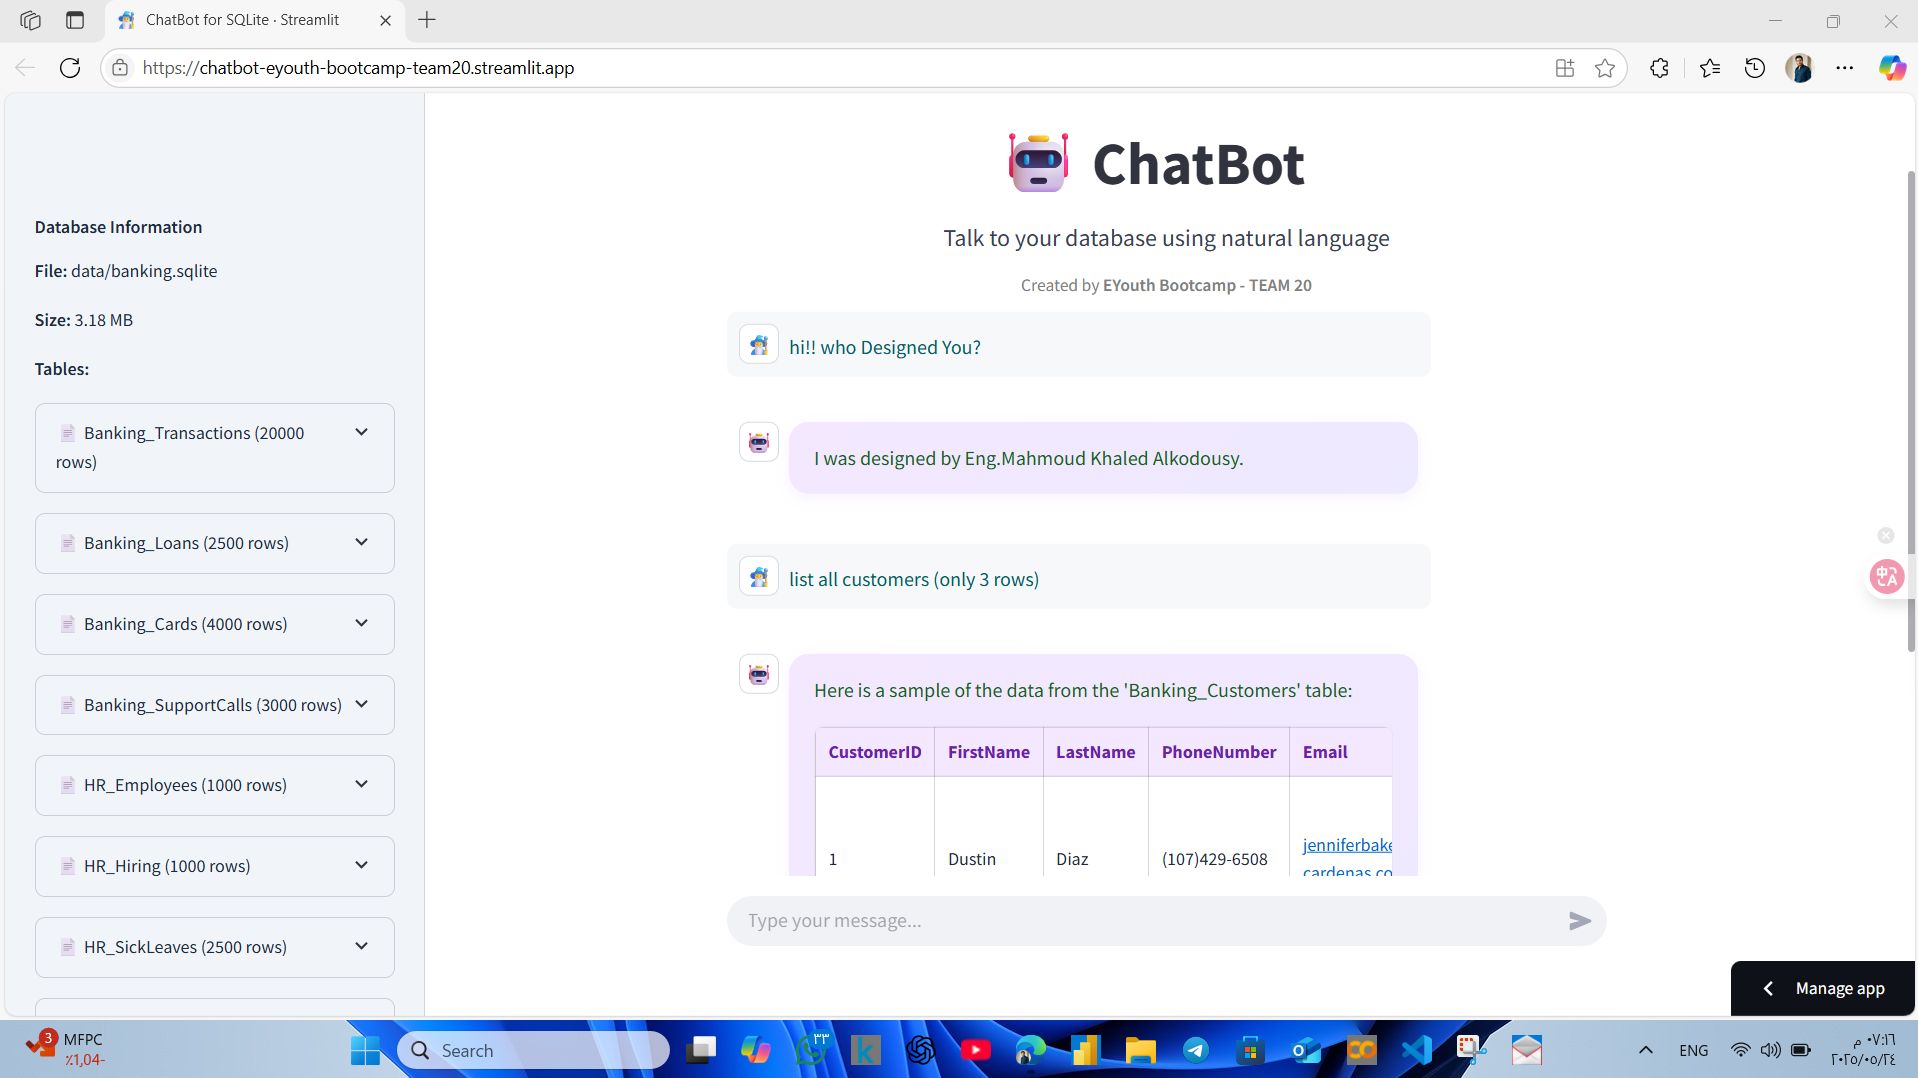 ChatBot for SQLite · Streamlit
https://chatbot-eyouth-bootcamp-team20.streamlit.app
Database Information
File: data/banking.sqlite
Size: 3.18 MB
Tables:
Banking_Transactions (20000
rows)
Banking_Loans (2500 rows)
Banking_Cards (4000 rows)
Banking_SupportCalls (3000 rows)
HR_Employees (1000 rows)
HR_Hiring (1000 rows)
HR_SickLeaves (2500 rows)
ChatBot
Talk to your database using natural language
Created by EYouth Bootcamp - TEAM 20
hi!! who Designed You?
I was designed by Eng.Mahmoud Khaled Alkodousy.
list all customers (only 3 rows)
Here is a sample of the data from the 'Banking_Customers' table:
CustomerID FirstName LastName PhoneNumber Email
1 Dustin Diaz (107)429-6508 jenniferbake
cardenas.co
Type your message...
中A
Manage app
3
MFPC
٪1,04-
Search
k
٣٣
CO
ENG
٠٧:١٦ م
٢٠٢٥/٠٥/٢٤